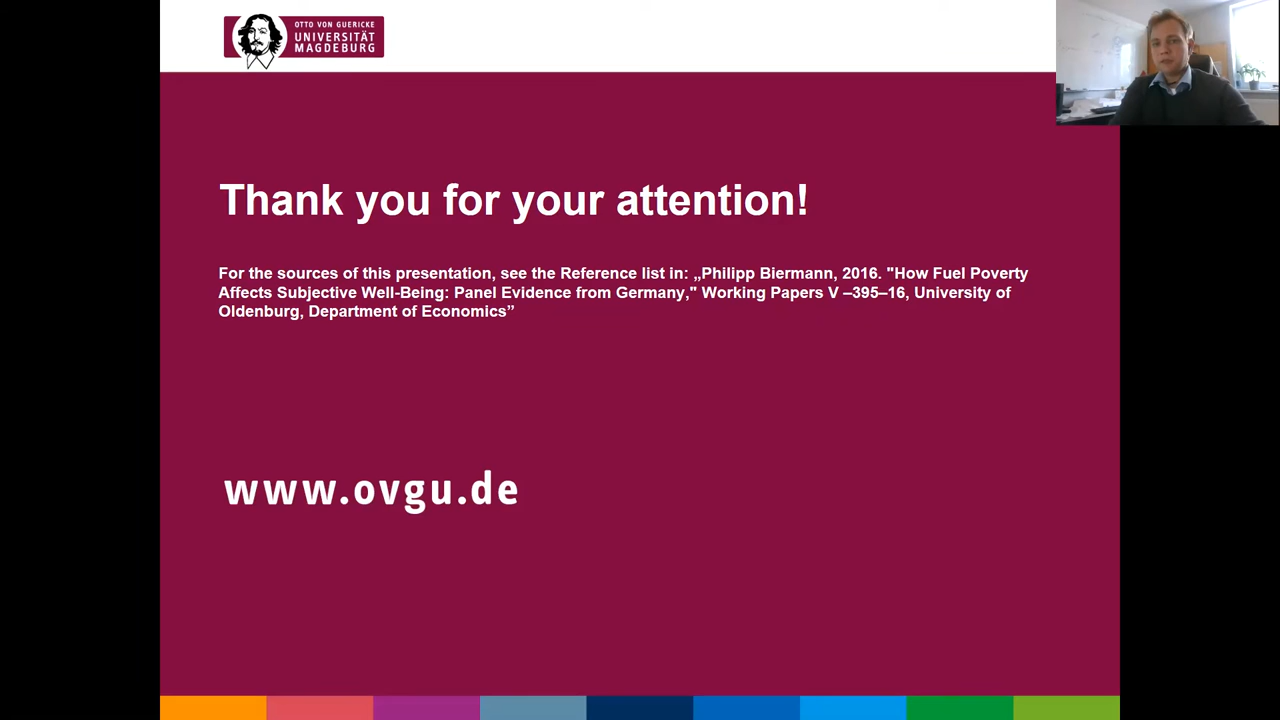 OTTO VON GUERICKE
UNIVERSITÄT
MAGDEBURG
Thank you for your attention!
For the sources of this presentation, see the Reference list in: „Philipp Biermann, 2016. "How Fuel Poverty
Affects Subjective Well-Being: Panel Evidence from Germany," Working Papers V –395–16, University of
Oldenburg, Department of Economics”
www.ovgu.de